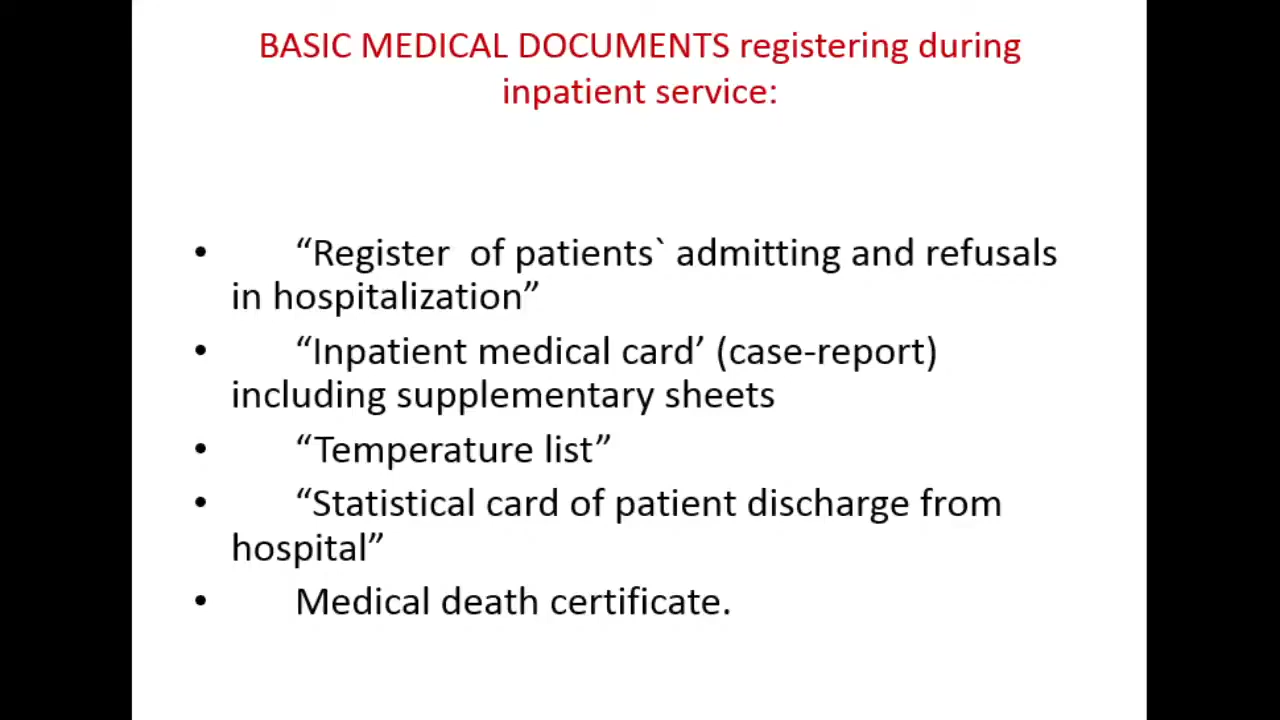 BASIC MEDICAL DOCUMENTS registering during
inpatient service:
• “Register  of patients` admitting and refusals
in hospitalization”
• “Inpatient medical card’ (case-report)
including supplementary sheets
• “Temperature list”
• “Statistical card of patient discharge from
hospital”
• Medical death certificate.